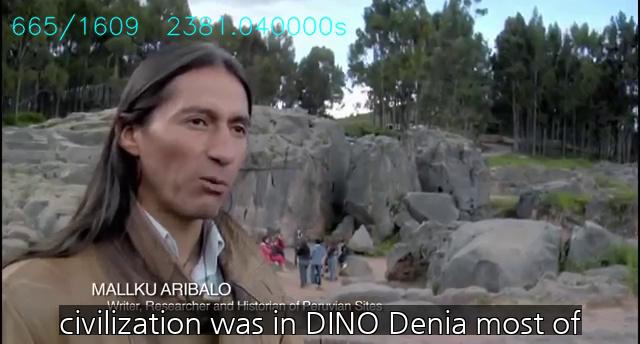 665/1609 2381.040000s
MALLKU ARIBALO
Writer, Researcher and Historian of Peruvian Sites
civilization was in DINO Denia most of